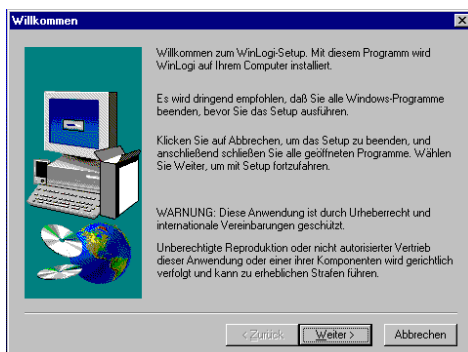 Willkommen
Willkommen zum WinLogi-Setup. Mit diesem Programm wird
WinLogi auf Ihrem Computer installiert.
Es wird dringend empfohlen, daß Sie alle Windows-Programme
beenden, bevor Sie das Setup ausführen.
Klicken Sie auf Abbrechen, um das Setup zu beenden, und
anschließend schließen Sie alle geöffneten Programme. Wählen
Sie Weiter, um mit Setup fortzufahren.
WARNUNG: Diese Anwendung ist durch Urheberrecht und
internationale Vereinbarungen geschützt.
Unberechtigte Reproduktion oder nicht autorisierter Vertrieb
dieser Anwendung oder einer ihrer Komponenten wird gerichtlich
verfolgt und kann zu erheblichen Strafen führen.
< Zurück Weiter > Abbrechen